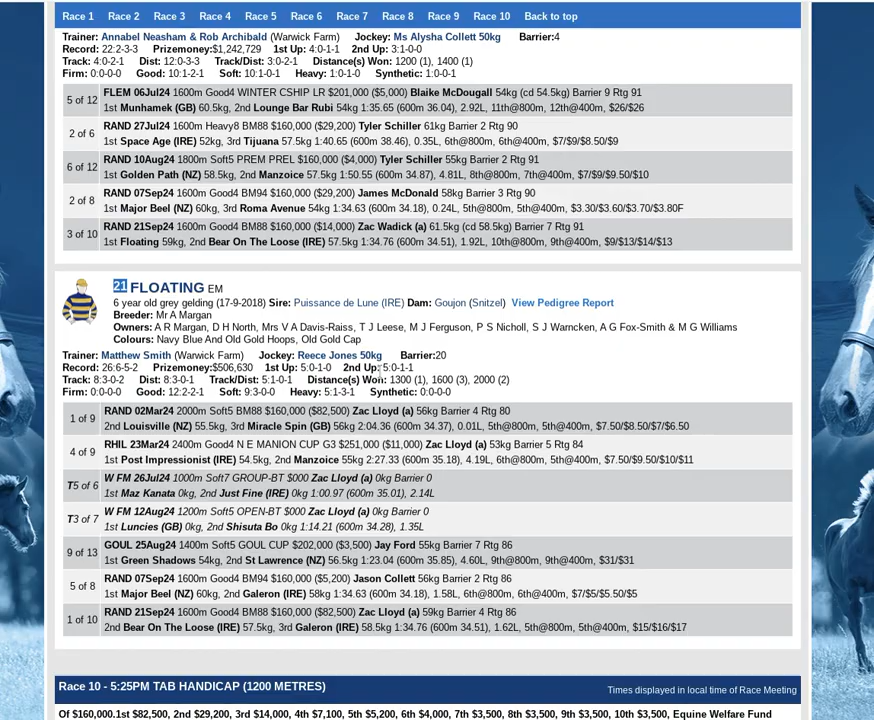 Race 1 Race 2 Race 3 Race 4 Race 5 Race 6 Race 7 Race 8 Race 9 Race 10 Back to top
Trainer: Annabel Neasham & Rob Archibald (Warwick Farm) Jockey: Ms Alysha Collett 50kg Barrier:4
Record: 22:2-3-3 Prizemoney:$1,242,729 1st Up: 4:0-1-1 2nd Up: 3:1-0-0
Track: 4:0-2-1 Dist: 12:0-3-3 Track/Dist: 3:0-2-1 Distance(s) Won: 1200 (1), 1400 (1)
Firm: 0:0-0-0 Good: 10:1-2-1 Soft: 10:1-0-1 Heavy: 1:0-1-0 Synthetic: 1:0-0-1
5 of 12 FLEM 06Jul24 1600m Good4 WINTER CSHIP LR $201,000 ($5,000) Blaike McDougall 54kg (cd 54.5kg) Barrier 9 Rtg 91
1st Munhamek (GB) 60.5kg, 2nd Lounge Bar Rubi 54kg 1:35.65 (600m 36.04), 2.92L, 11th@800m, 12th@400m, $26/$26
2 of 6 RAND 27Jul24 1600m Heavy8 BM88 $160,000 ($29,200) Tyler Schiller 61kg Barrier 2 Rtg 90
1st Space Age (IRE) 52kg, 3rd Tijuana 57.5kg 1:40.65 (600m 38.46), 0.35L, 6th@800m, 6th@400m, $7/$9/$8.50/$9
6 of 12 RAND 10Aug24 1800m Soft5 PREM PREL $160,000 ($4,000) Tyler Schiller 55kg Barrier 2 Rtg 91
1st Golden Path (NZ) 58.5kg, 2nd Manzoice 57.5kg 1:50.55 (600m 34.87), 4.81L, 8th@800m, 7th@400m, $7/$9/$9.50/$10
2 of 8 RAND 07Sep24 1600m Good4 BM94 $160,000 ($29,200) James McDonald 58kg Barrier 3 Rtg 90
1st Major Beel (NZ) 60kg, 3rd Roma Avenue 54kg 1:34.63 (600m 34.18), 0.24L, 5th@800m, 5th@400m, $3.30/$3.60/$3.70/$3.80F
3 of 10 RAND 21Sep24 1600m Good4 BM88 $160,000 ($14,000) Zac Wadick (a) 61.5kg (cd 58.5kg) Barrier 7 Rtg 91
1st Floating 59kg, 2nd Bear On The Loose (IRE) 57.5kg 1:34.76 (600m 34.51), 1.92L, 10th@800m, 9th@400m, $9/$13/$14/$13
21 FLOATING EM
6 year old grey gelding (17-9-2018) Sire: Puissance de Lune (IRE) Dam: Goujon (Snitzel) View Pedigree Report
Breeder: Mr A Margan
Owners: A R Margan, D H North, Mrs V A Davis-Raiss, T J Leese, M J Ferguson, P S Nicholl, S J Warncken, A G Fox-Smith & M G Williams
Colours: Navy Blue And Old Gold Hoops, Old Gold Cap
Trainer: Matthew Smith (Warwick Farm) Jockey: Reece Jones 50kg Barrier:20
Record: 26:6-5-2 Prizemoney:$506,630 1st Up: 5:0-1-0 2nd Up: 5:0-1-1
Track: 8:3-0-2 Dist: 8:3-0-1 Track/Dist: 5:1-0-1 Distance(s) Won: 1300 (1), 1600 (3), 2000 (2)
Firm: 0:0-0-0 Good: 12:2-2-1 Soft: 9:3-0-0 Heavy: 5:1-3-1 Synthetic: 0:0-0-0
1 of 9 RAND 02Mar24 2000m Soft5 BM88 $160,000 ($82,500) Zac Lloyd (a) 56kg Barrier 4 Rtg 80
2nd Louisville (NZ) 55.5kg, 3rd Miracle Spin (GB) 56kg 2:04.36 (600m 34.37), 0.01L, 5th@800m, 5th@400m, $7.50/$8.50/$7/$6.50
4 of 9 RHIL 23Mar24 2400m Good4 N E MANION CUP G3 $251,000 ($11,000) Zac Lloyd (a) 53kg Barrier 5 Rtg 84
1st Post Impressionist (IRE) 54.5kg, 2nd Manzoice 55kg 2:27.33 (600m 35.18), 4.19L, 6th@800m, 6th@400m, $7.50/$9.50/$10/$11
T5 of 6 W FM 26Jul24 1000m Soft7 GROUP-BT $000 Zac Lloyd (a) 0kg Barrier 0
1st Maz Kanata 0kg, 2nd Just Fine (IRE) 0kg 1:00.97 (600m 35.01), 2.14L
T3 of 7 W FM 12Aug24 1200m Soft5 OPEN-BT $000 Zac Lloyd (a) 0kg Barrier 0
1st Luncies (GB) 0kg, 2nd Shisuta Bo 0kg 1:14.21 (600m 34.28), 1.35L
9 of 13 GOUL 25Aug24 1400m Soft5 GOUL CUP $202,000 ($3,500) Jay Ford 55kg Barrier 7 Rtg 86
1st Green Shadows 54kg, 2nd St Lawrence (NZ) 56.5kg 1:23.04 (600m 35.85), 4.60L, 9th@800m, 9th@400m, $31/$31
5 of 8 RAND 07Sep24 1600m Good4 BM94 $160,000 ($5,200) Jason Collett 56kg Barrier 2 Rtg 86
1st Major Beel (NZ) 60kg, 2nd Galeron (IRE) 58kg 1:34.63 (600m 34.18), 1.58L, 6th@800m, 6th@400m, $7/$5/$5.50/$5
1 of 10 RAND 21Sep24 1600m Good4 BM88 $160,000 ($82,500) Zac Lloyd (a) 59kg Barrier 4 Rtg 86
2nd Bear On The Loose (IRE) 57.5kg, 3rd Galeron (IRE) 58.5kg 1:34.76 (600m 34.51), 1.62L, 5th@800m, 5th@400m, $15/$16/$17
Race 10 - 5:25PM TAB HANDICAP (1200 METRES) Times displayed in local time of Race Meeting
Of $160,000.1st $82,500, 2nd $29,200, 3rd $14,000, 4th $7,100, 5th $5,200, 6th $4,000, 7th $3,500, 8th $3,500, 9th $3,500, 10th $3,500, Equine Welfare Fund